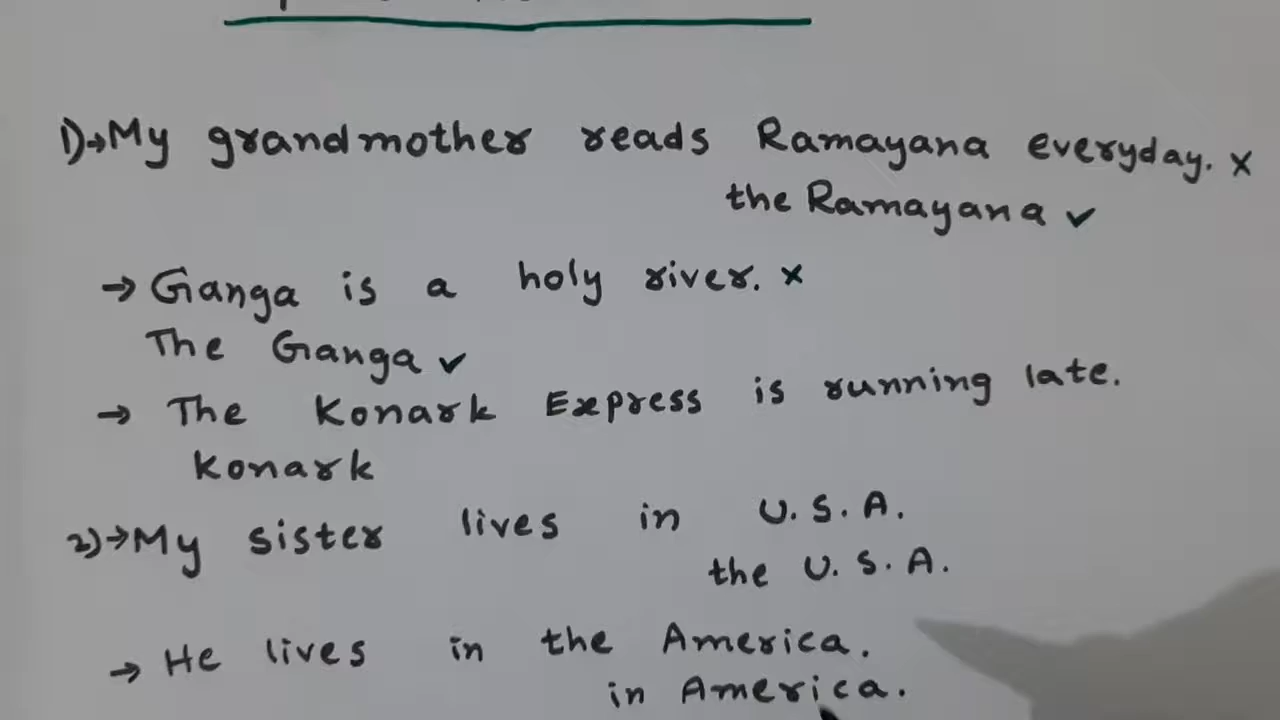 1)→My grandmother reads Ramayana everyday. x
the Ramayana ✓
→ Ganga is a holy river. x
The Ganga ✓
→ The Konark Express is running late.
Konark
2)→My sister lives in U.S.A.
the U.S.A.
→ He lives in the America.
in America.